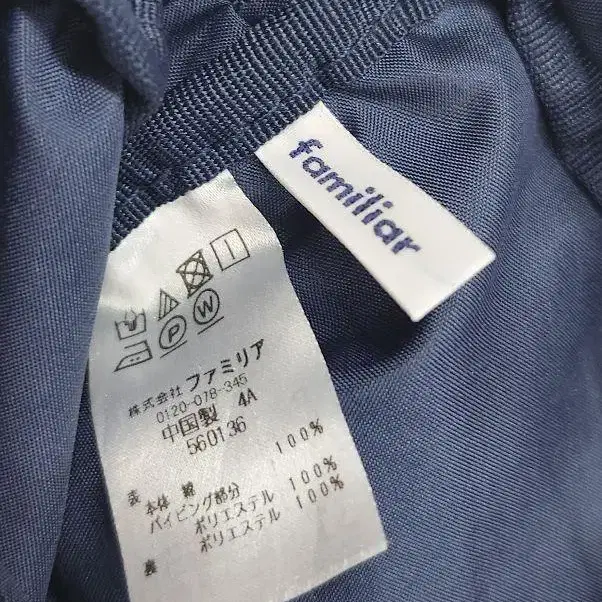 familiar
P W
株式会社 ファミリア
0120-078-345
中国製 4A
560136
表 本体 綿 100%
パイピング部分
ポリエステル 100%
裏 ポリエステル 100%